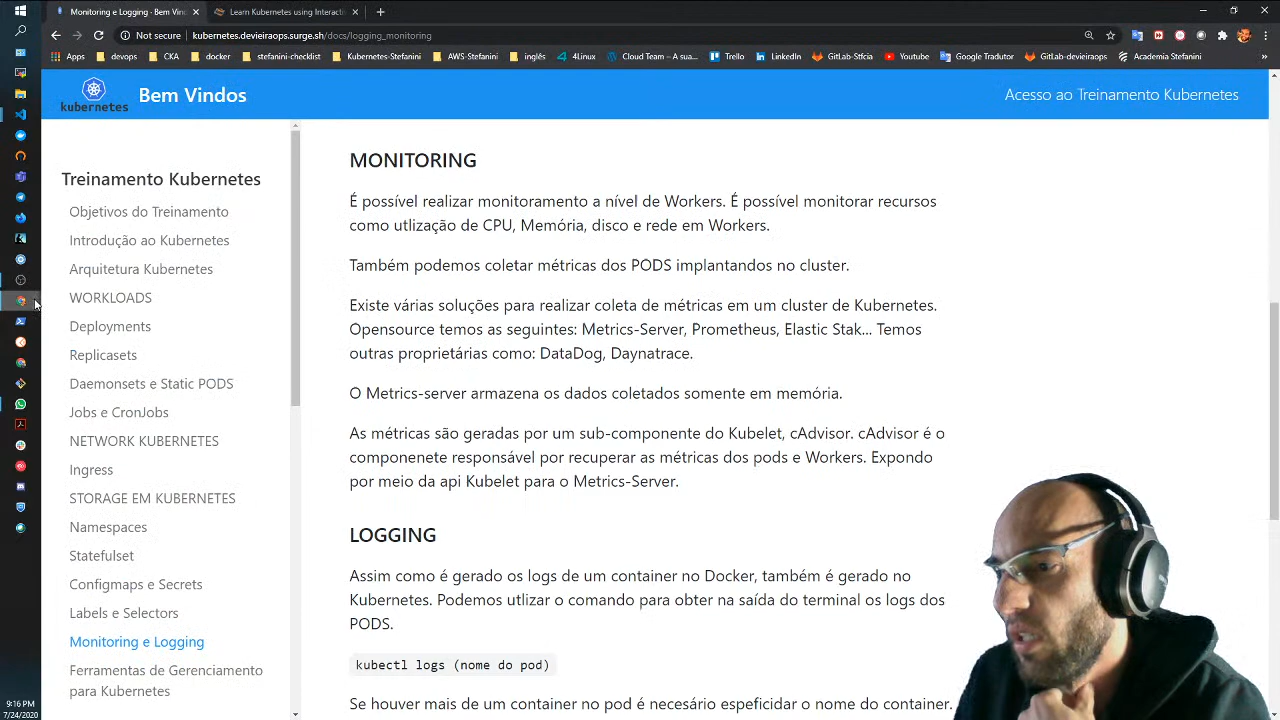 Monitoring e Logging - Bem Vind
Learn Kubernetes using Interacti
Not secure
kubernetes.devieiraops.surge.sh/docs/logging_monitoring
Apps
devops
CKA
docker
stefanini-checklist
Kubernetes-Stefanini
AWS-Stefanini
inglês
4Linux
Cloud Team – A sua...
Trello
LinkedIn
GitLab-Stfcia
Youtube
Google Tradutor
GitLab-devieiraops
Academia Stefanini
kubernetes
Bem Vindos
Acesso ao Treinamento Kubernetes
Treinamento Kubernetes
Objetivos do Treinamento
Introdução ao Kubernetes
Arquitetura Kubernetes
WORKLOADS
Deployments
Replicasets
Daemonsets e Static PODS
Jobs e CronJobs
NETWORK KUBERNETES
Ingress
STORAGE EM KUBERNETES
Namespaces
Statefulset
Configmaps e Secrets
Labels e Selectors
Monitoring e Logging
Ferramentas de Gerenciamento
para Kubernetes
MONITORING
É possível realizar monitoramento a nível de Workers. É possível monitorar recursos
como utlização de CPU, Memória, disco e rede em Workers.
Também podemos coletar métricas dos PODS implantandos no cluster.
Existe várias soluções para realizar coleta de métricas em um cluster de Kubernetes.
Opensource temos as seguintes: Metrics-Server, Prometheus, Elastic Stak... Temos
outras proprietárias como: DataDog, Daynatrace.
O Metrics-server armazena os dados coletados somente em memória.
As métricas são geradas por um sub-componente do Kubelet, cAdvisor. cAdvisor é o
componenete responsável por recuperar as métricas dos pods e Workers. Expondo
por meio da api Kubelet para o Metrics-Server.
LOGGING
Assim como é gerado os logs de um container no Docker, também é gerado no
Kubernetes. Podemos utlizar o comando para obter na saída do terminal os logs dos
PODS.
kubectl logs (nome do pod)
Se houver mais de um container no pod é necesário espeficidar o nome do container.
9:16 PM
7/24/2020